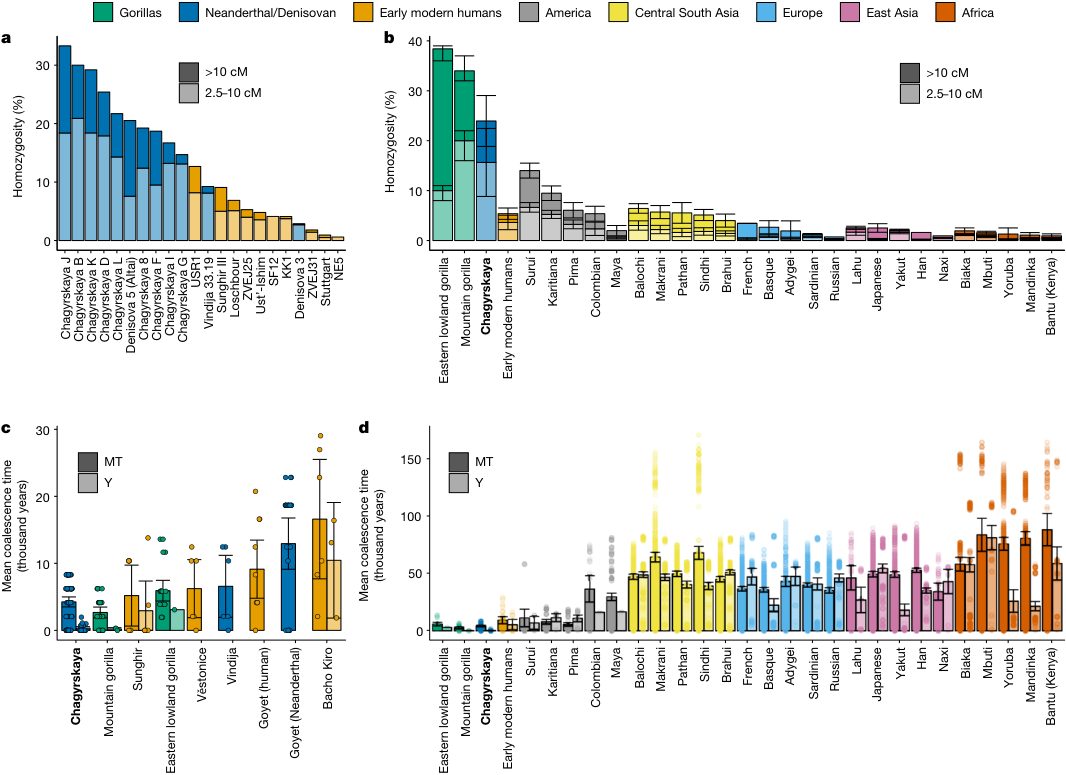 Gorillas Neanderthal/Denisovan Early modern humans America Central South Asia Europe East Asia Africa
a
Homozygosity (%)
30
20
10
0
>10 cM
2.5–10 cM
Chagyrskaya J
Chagyrskaya B
Chagyrskaya K
Chagyrskaya D
Chagyrskaya L
Denisova 5 (Altai)
Chagyrskaya 8
Chagyrskaya F
Chagyrskaya I
Chagyrskaya G
USR1
Vindija 33.19
Sunghir III
Loschbour
ZVEJ25
Ust'-Ishim
SF12
KK1
Denisova 3
ZVEJ31
Stuttgart
NE5
b
Homozygosity (%)
40
30
20
10
0
>10 cM
2.5–10 cM
Eastern lowland gorilla
Mountain gorilla
Chagyrskaya
Early modern humans
Suruí
Karitiana
Pima
Colombian
Maya
Balochi
Makrani
Pathan
Sindhi
Brahui
French
Basque
Adygei
Sardinian
Russian
Lahu
Japanese
Yakut
Han
Naxi
Biaka
Mbuti
Yoruba
Mandinka
Bantu (Kenya)
c
Mean coalescence time
(thousand years)
30
20
10
0
MT
Y
Chagyrskaya
Mountain gorilla
Sunghir
Eastern lowland gorilla
Věstonice
Vindija
Goyet (human)
Goyet (Neanderthal)
Bacho Kiro
d
Mean coalescence time
(thousand years)
150
100
50
0
MT
Y
Eastern lowland gorilla
Mountain gorilla
Chagyrskaya
Early modern humans
Suruí
Karitiana
Pima
Colombian
Maya
Balochi
Makrani
Pathan
Sindhi
Brahui
French
Basque
Adygei
Sardinian
Russian
Lahu
Japanese
Yakut
Han
Naxi
Biaka
Mbuti
Yoruba
Mandinka
Bantu (Kenya)